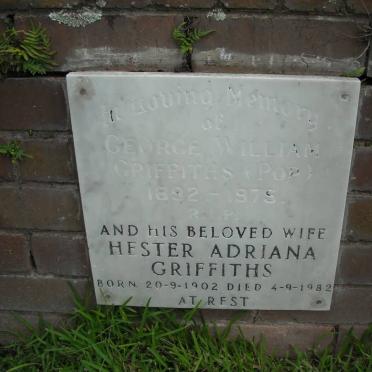 In Loving Memory
of
GEORGE WILLIAM
GRIFFITHS (POP)
1892 - 1975.
R.I.P.
AND HIS BELOVED WIFE
HESTER ADRIANA
GRIFFITHS
BORN 20-9-1902 DIED 4-9-1982
AT REST